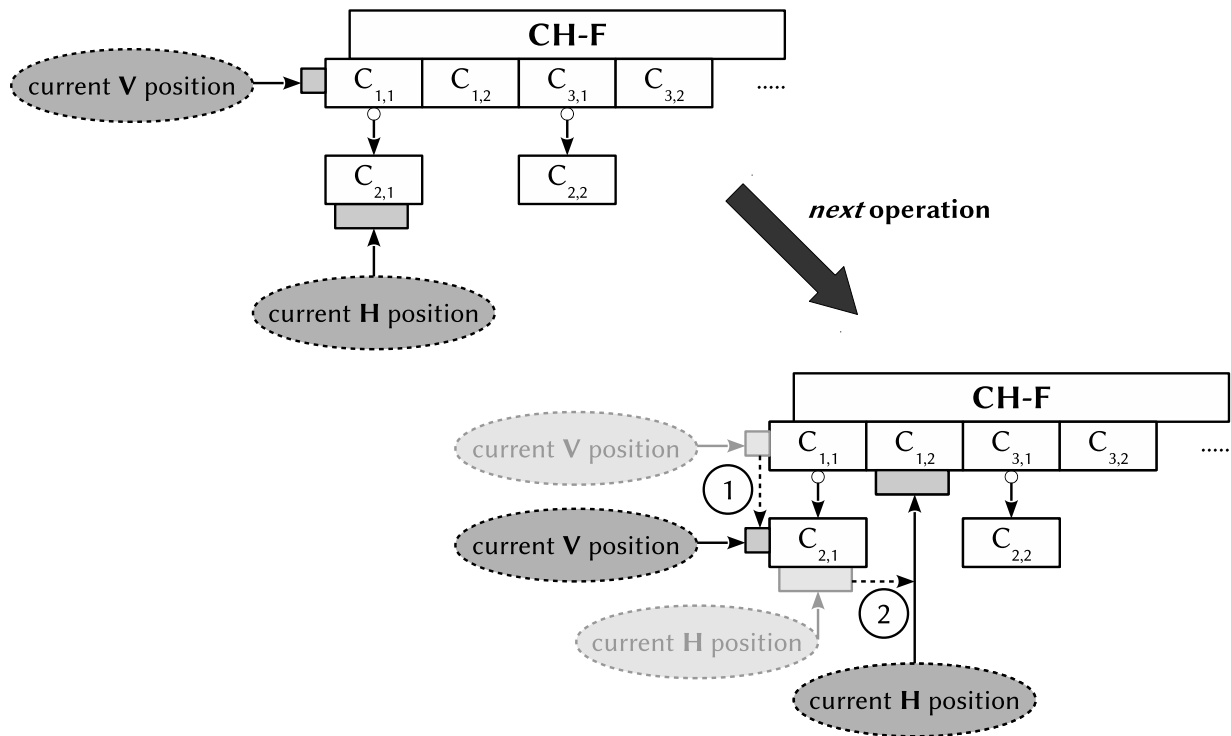 CH-F
current V position
C1,1 C1,2 C3,1 C3,2 .....
C2,1 C2,2
current H position
next operation
CH-F
current V position
C1,1 C1,2 C3,1 C3,2 .....
1
current V position
C2,1 C2,2
2
current H position
current H position